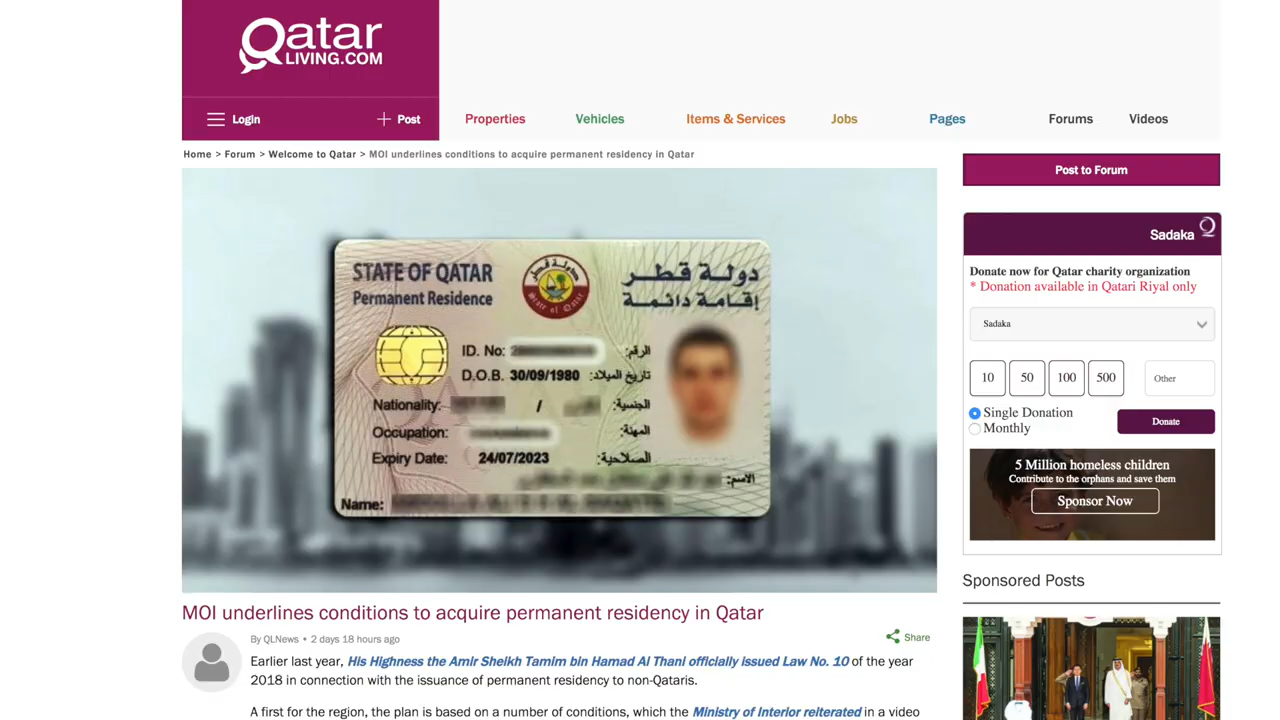 Qatar
LIVING.COM
Login
Post
Properties
Vehicles
Items & Services
Jobs
Pages
Forums
Videos
Home > Forum > Welcome to Qatar > MOI underlines conditions to acquire permanent residency in Qatar
STATE OF QATAR
دولة قطر
Permanent Residence
إقامة دائمة
ID. No:
الرقم:
D.O.B. 30/09/1980 تاريخ الميلاد:
Nationality: / الجنسية:
Occupation: المهنة:
Expiry Date: 24/07/2023 الصلاحية:
الاسم:
Name:
MOI underlines conditions to acquire permanent residency in Qatar
By QLNews • 2 days 18 hours ago
Share
Earlier last year, His Highness the Amir Sheikh Tamim bin Hamad Al Thani officially issued Law No. 10 of the year
2018 in connection with the issuance of permanent residency to non-Qataris.
A first for the region, the plan is based on a number of conditions, which the Ministry of Interior reiterated in a video
Post to Forum
Sadaka
Donate now for Qatar charity organization
* Donation available in Qatari Riyal only
Sadaka
10 50 100 500 Other
Single Donation
Monthly
Donate
5 Million homeless children
Contribute to the orphans and save them
Sponsor Now
Sponsored Posts